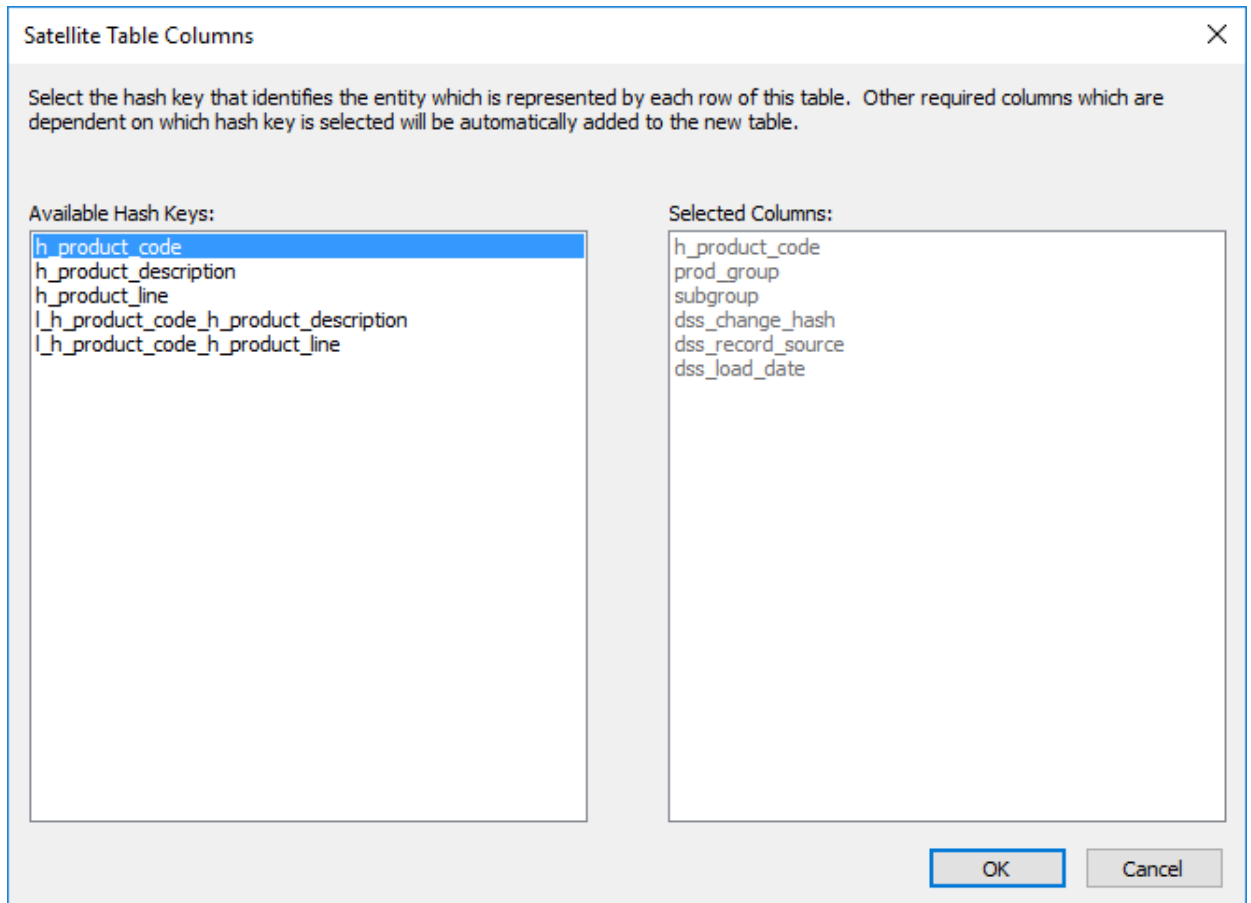 Satellite Table Columns
Select the hash key that identifies the entity which is represented by each row of this table.  Other required columns which are
dependent on which hash key is selected will be automatically added to the new table.
Available Hash Keys:
h_product_code
h_product_description
h_product_line
l_h_product_code_h_product_description
l_h_product_code_h_product_line
Selected Columns:
h_product_code
prod_group
subgroup
dss_change_hash
dss_record_source
dss_load_date
OK
Cancel